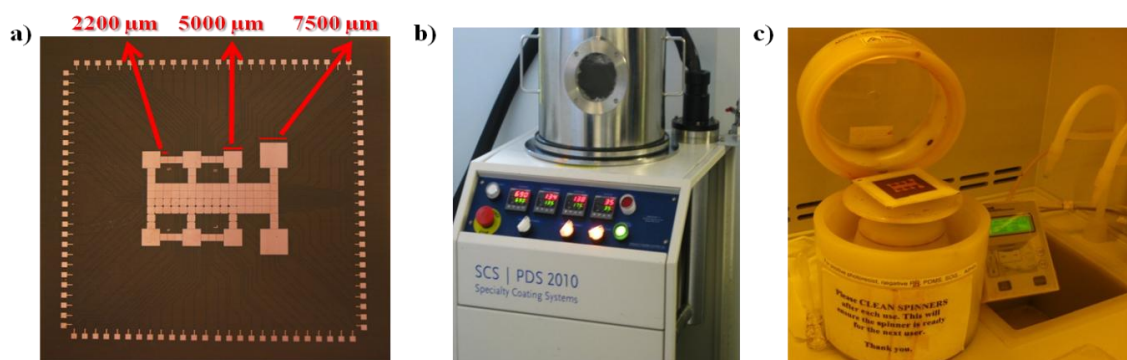 a)
2200 µm
5000 µm
7500 µm
b)
690
SCS | PDS 2010
Specialty Coating Systems
c)
Please CLEAN SPINNERS
after each use. This will
ensure the spinner is ready
for the next user.
Thank you.